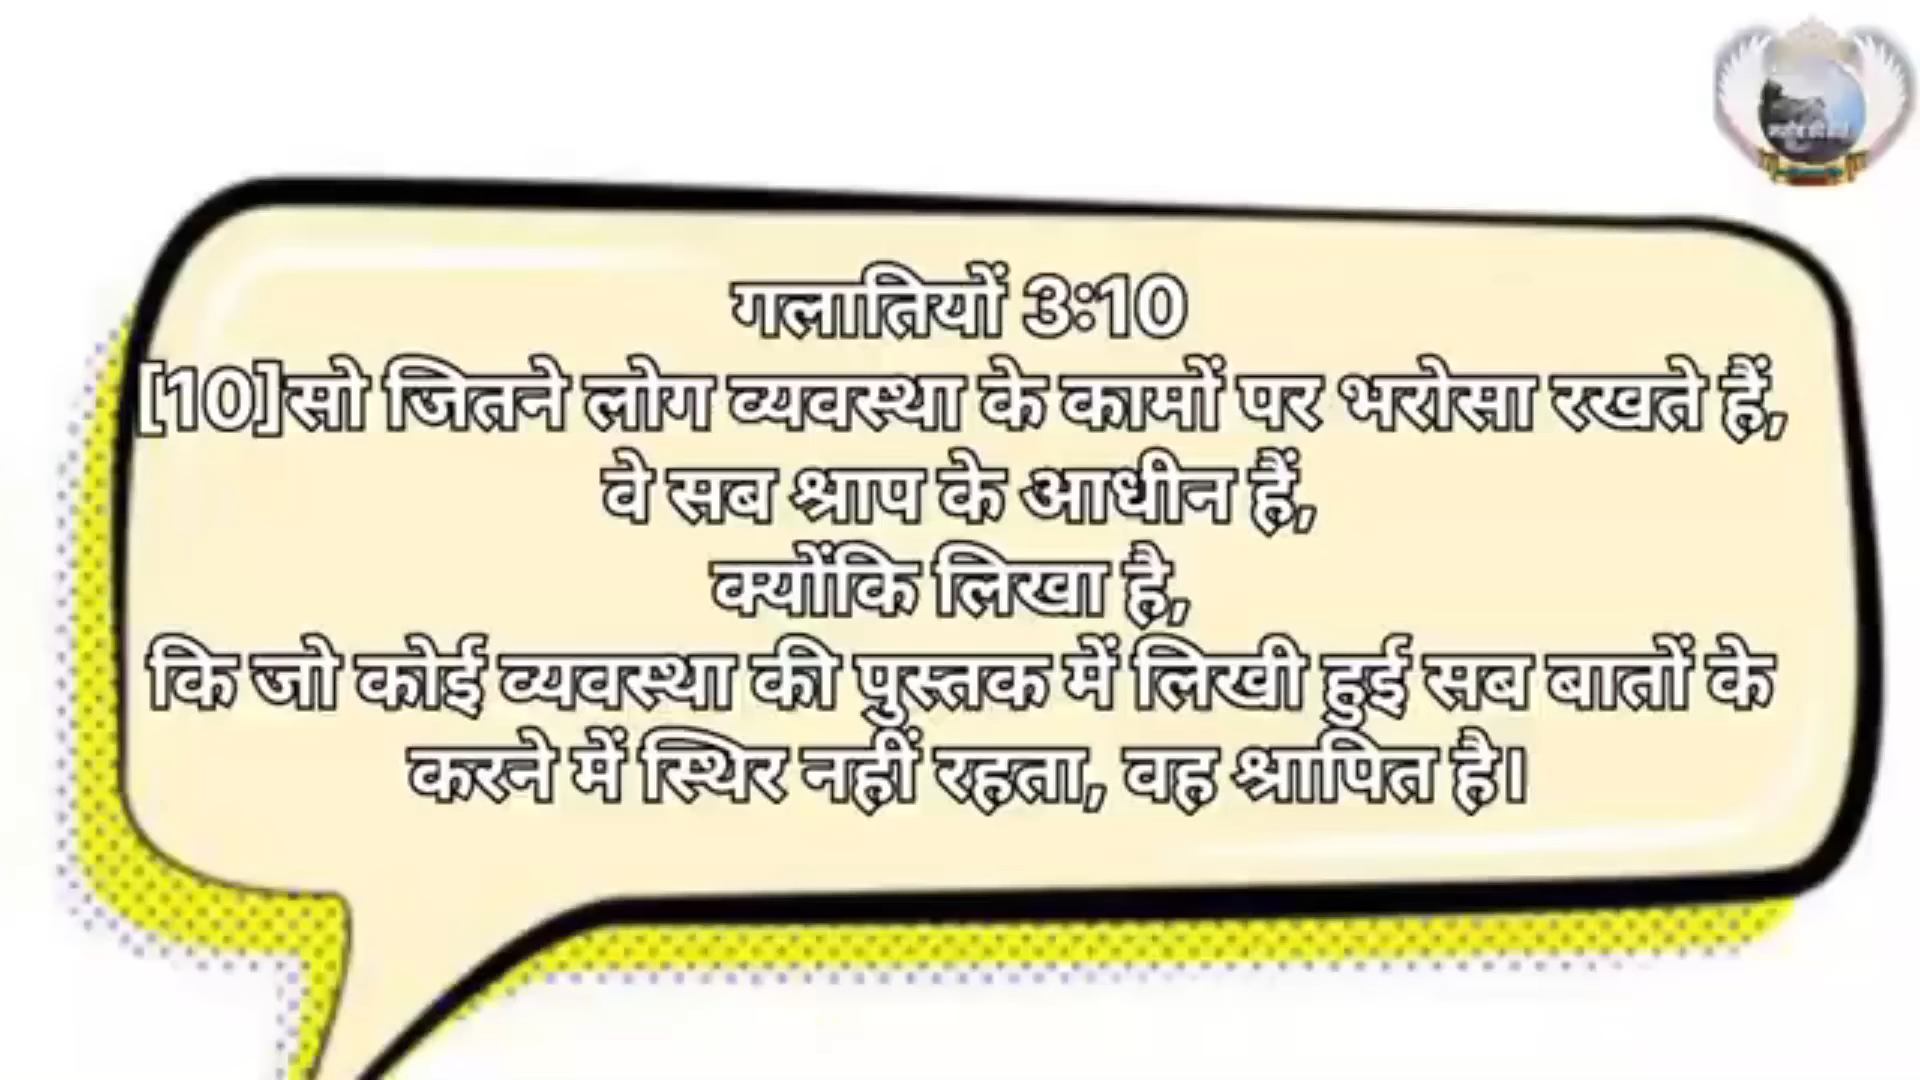 गलातियों 3:10
[10]सो जितने लोग व्यवस्था के कामों पर भरोसा रखते हैं,
वे सब श्राप के आधीन हैं,
क्योंकि लिखा है,
कि जो कोई व्यवस्था की पुस्तक में लिखी हुई सब बातों के
करने में स्थिर नहीं रहता, वह श्रापित है।